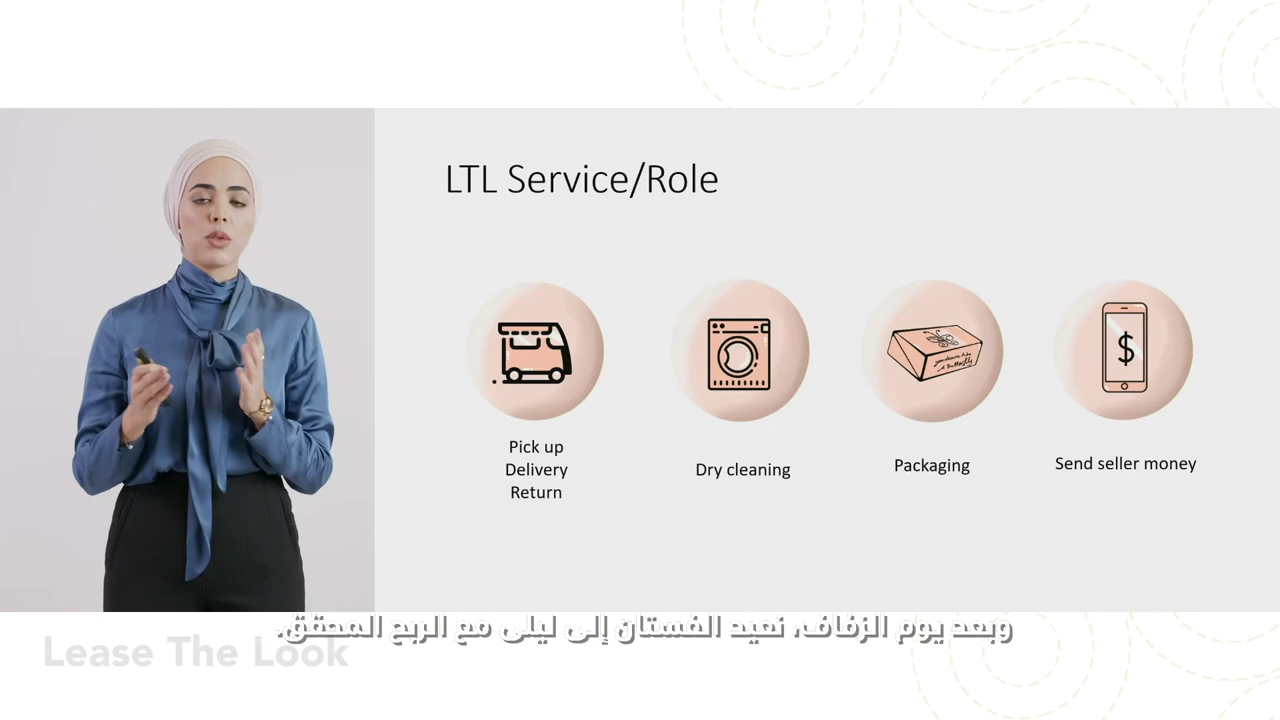 LTL Service/Role
Pick up
Delivery
Return
Dry cleaning
Packaging
Send seller money
$
وبعد يوم الزفاف، نعيد الفستان إلى ليلى مع الربح المحقق.
Lease The Look